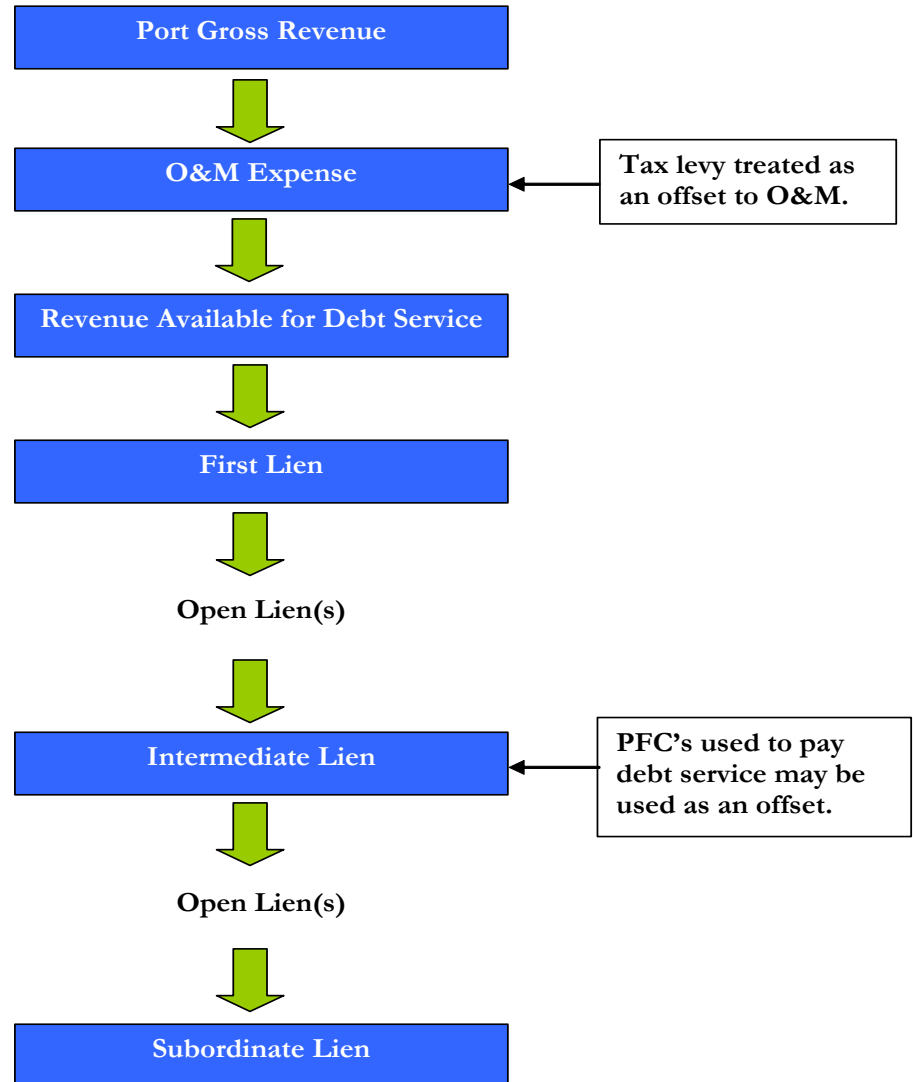 Port Gross Revenue
O&M Expense
Tax levy treated as
an offset to O&M.
Revenue Available for Debt Service
First Lien
Open Lien(s)
Intermediate Lien
PFC’s used to pay
debt service may be
used as an offset.
Open Lien(s)
Subordinate Lien